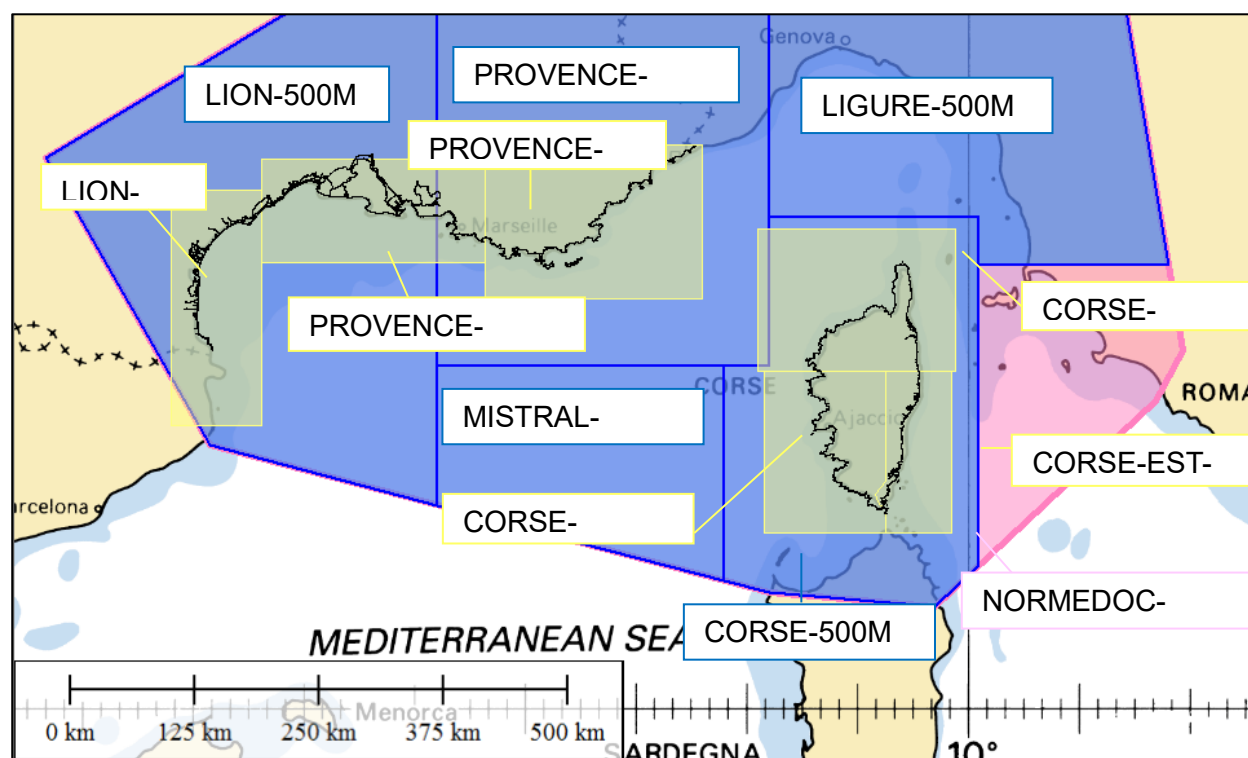 Genova
PROVENCE-
LION-500M
LIGURE-500M
PROVENCE-
LION-
Marseille
CORSE-
PROVENCE-
CORSE
ROMA
MISTRAL-
Ajaccio
CORSE-EST-
arcelona
CORSE-
NORMEDOC-
MEDITERRANEAN SEA
CORSE-500M
Menorca
0 km 125 km 250 km 375 km 500 km
SARDEGNA
10°